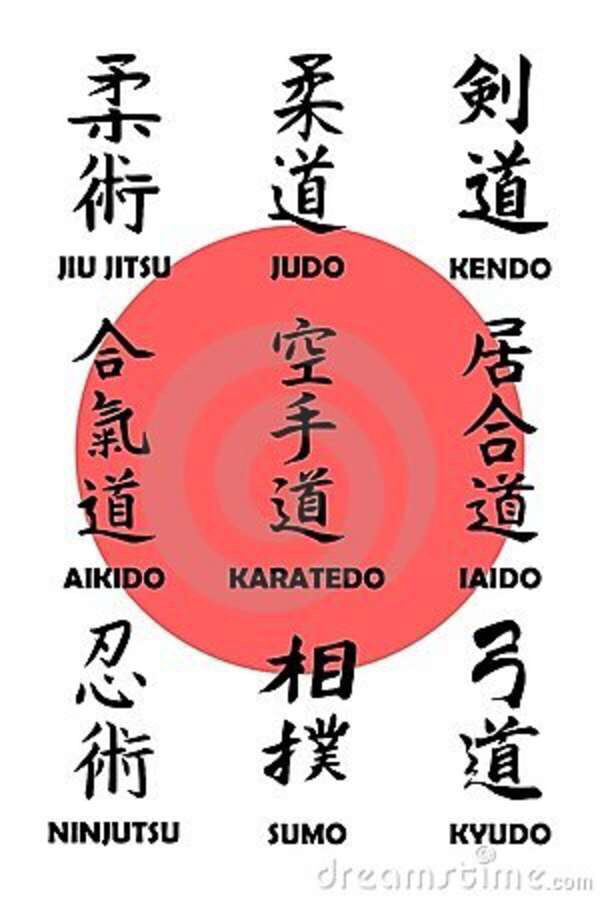 柔術
JIU JITSU
柔道
JUDO
剣道
KENDO
合氣道
AIKIDO
空手道
KARATEDO
居合道
IAIDO
忍術
NINJUTSU
相撲
SUMO
弓道
KYUDO
dreamstime.com